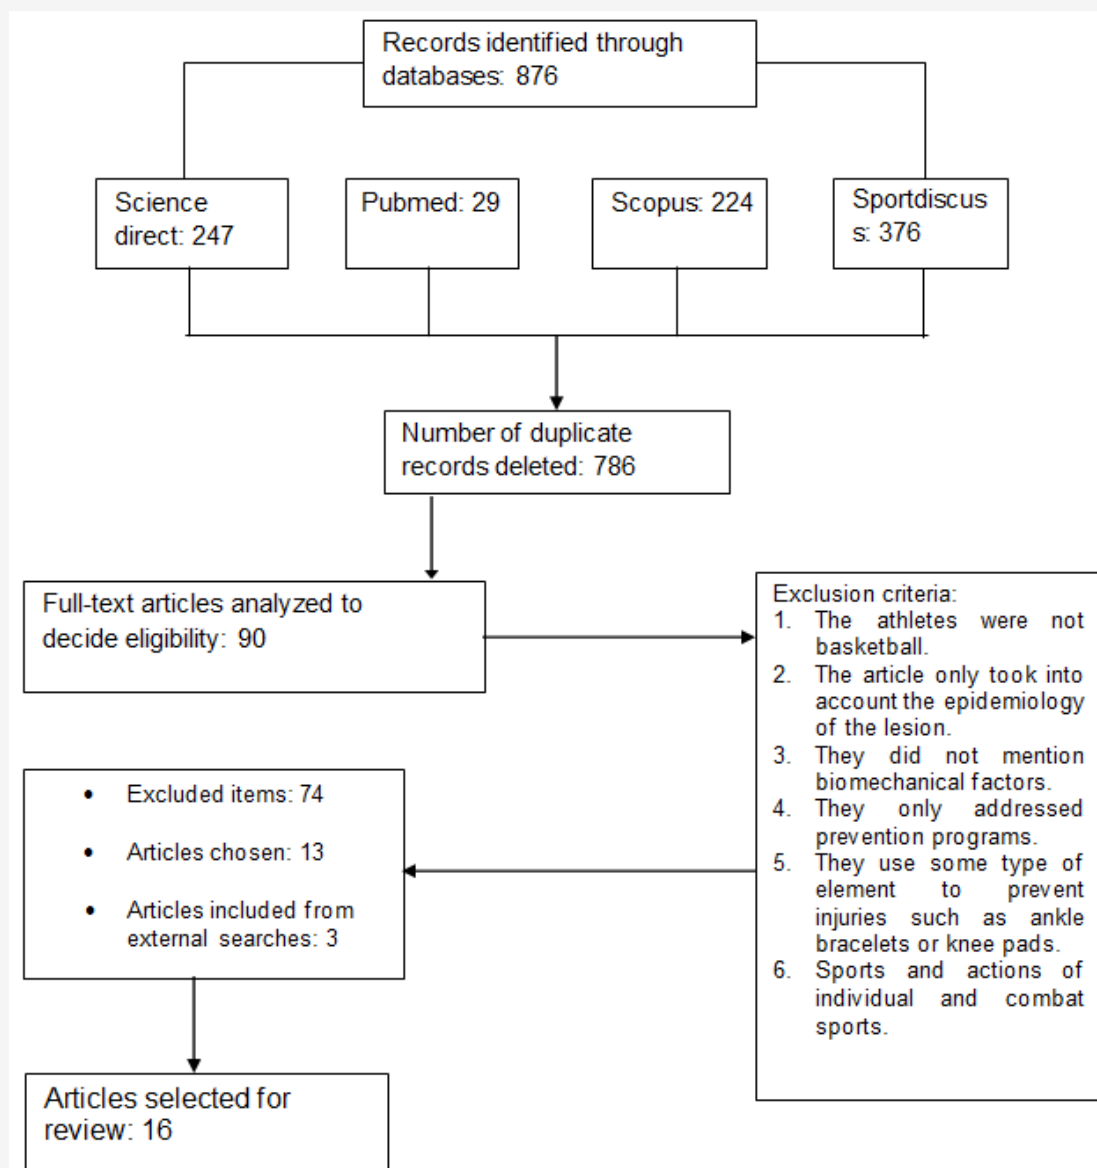 Records identified through
databases: 876
Science
direct: 247
Pubmed: 29
Scopus: 224
Sportdiscus
s: 376
Number of duplicate
records deleted: 786
Full-text articles analyzed to
decide eligibility: 90
Exclusion criteria:
1. The athletes were not
basketball.
2. The article only took into
account the epidemiology
of the lesion.
3. They did not mention
biomechanical factors.
4. They only addressed
prevention programs.
5. They use some type of
element to prevent
injuries such as ankle
bracelets or knee pads.
6. Sports and actions of
individual and combat
sports.
• Excluded items: 74
• Articles chosen: 13
• Articles included from
external searches: 3
Articles selected for
review: 16